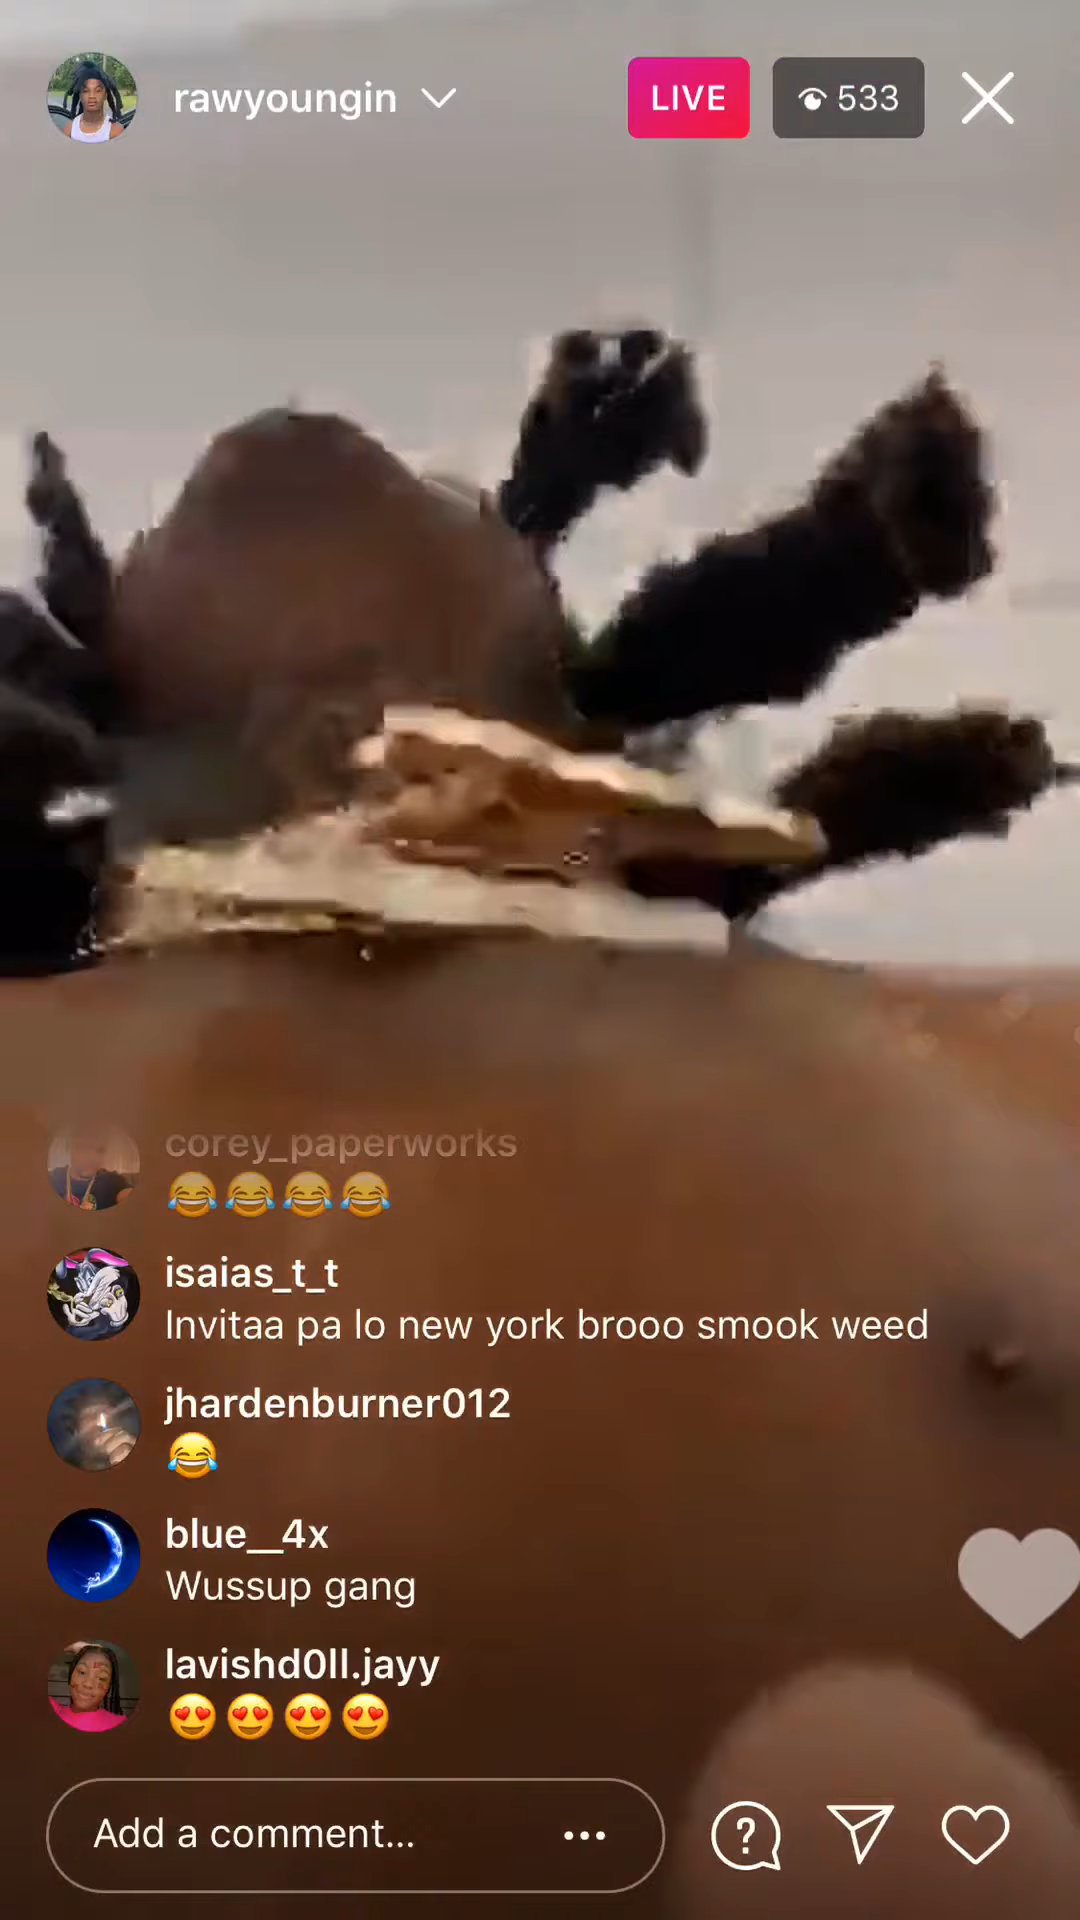 rawyoungin
LIVE
533
corey_paperworks
😂😂😂😂
isaias_t_t
Invitaa pa lo new york brooo smook weed
jhardenburner012
😂
blue__4x
Wussup gang
lavishd0ll.jayy
😍😍😍😍
Add a comment...